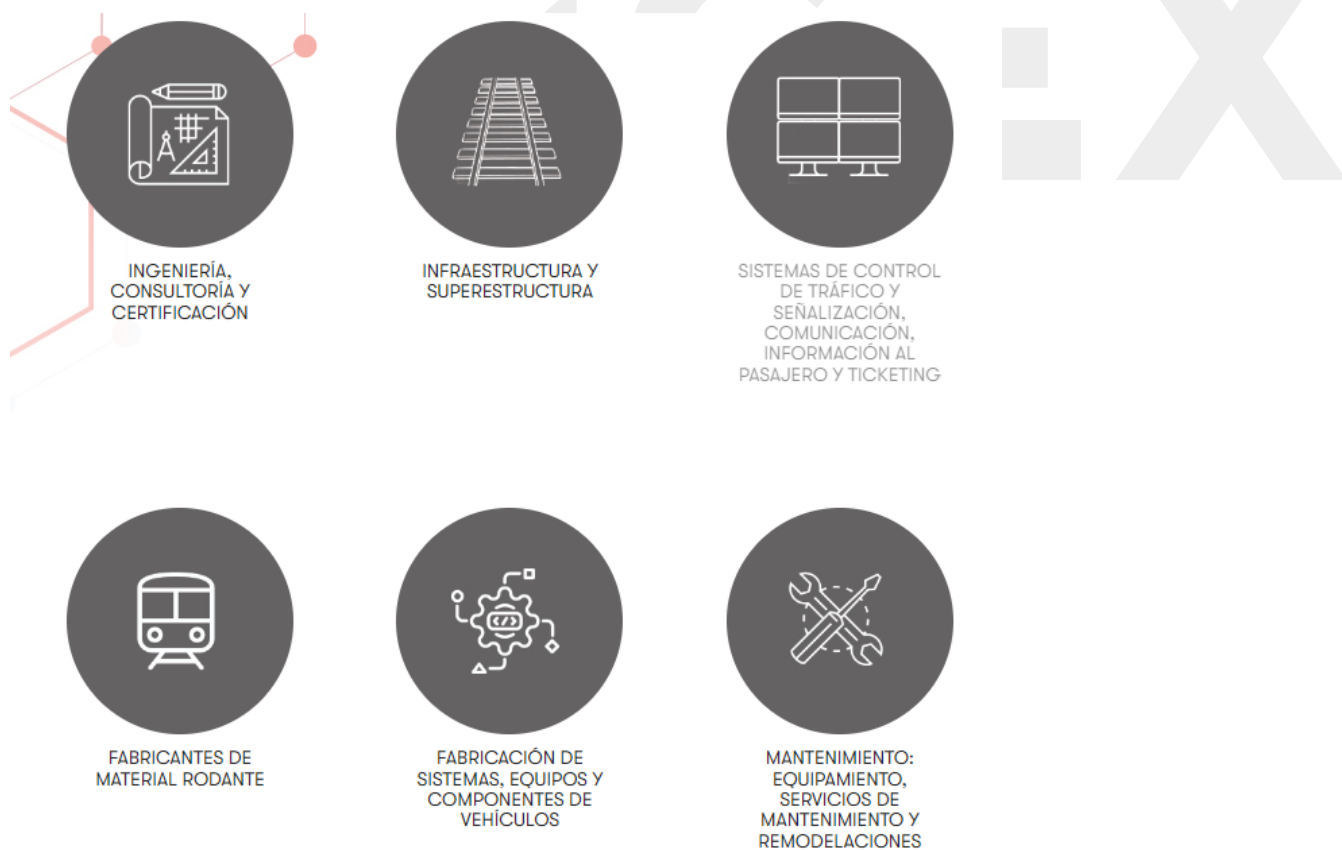 INGENIERÍA,
CONSULTORÍA Y
CERTIFICACIÓN
INFRAESTRUCTURA Y
SUPERESTRUCTURA
SISTEMAS DE CONTROL
DE TRÁFICO Y
SEÑALIZACIÓN,
COMUNICACIÓN,
INFORMACIÓN AL
PASAJERO Y TICKETING
FABRICANTES DE
MATERIAL RODANTE
FABRICACIÓN DE
SISTEMAS, EQUIPOS Y
COMPONENTES DE
VEHÍCULOS
MANTENIMIENTO:
EQUIPAMIENTO,
SERVICIOS DE
MANTENIMIENTO Y
REMODELACIONES